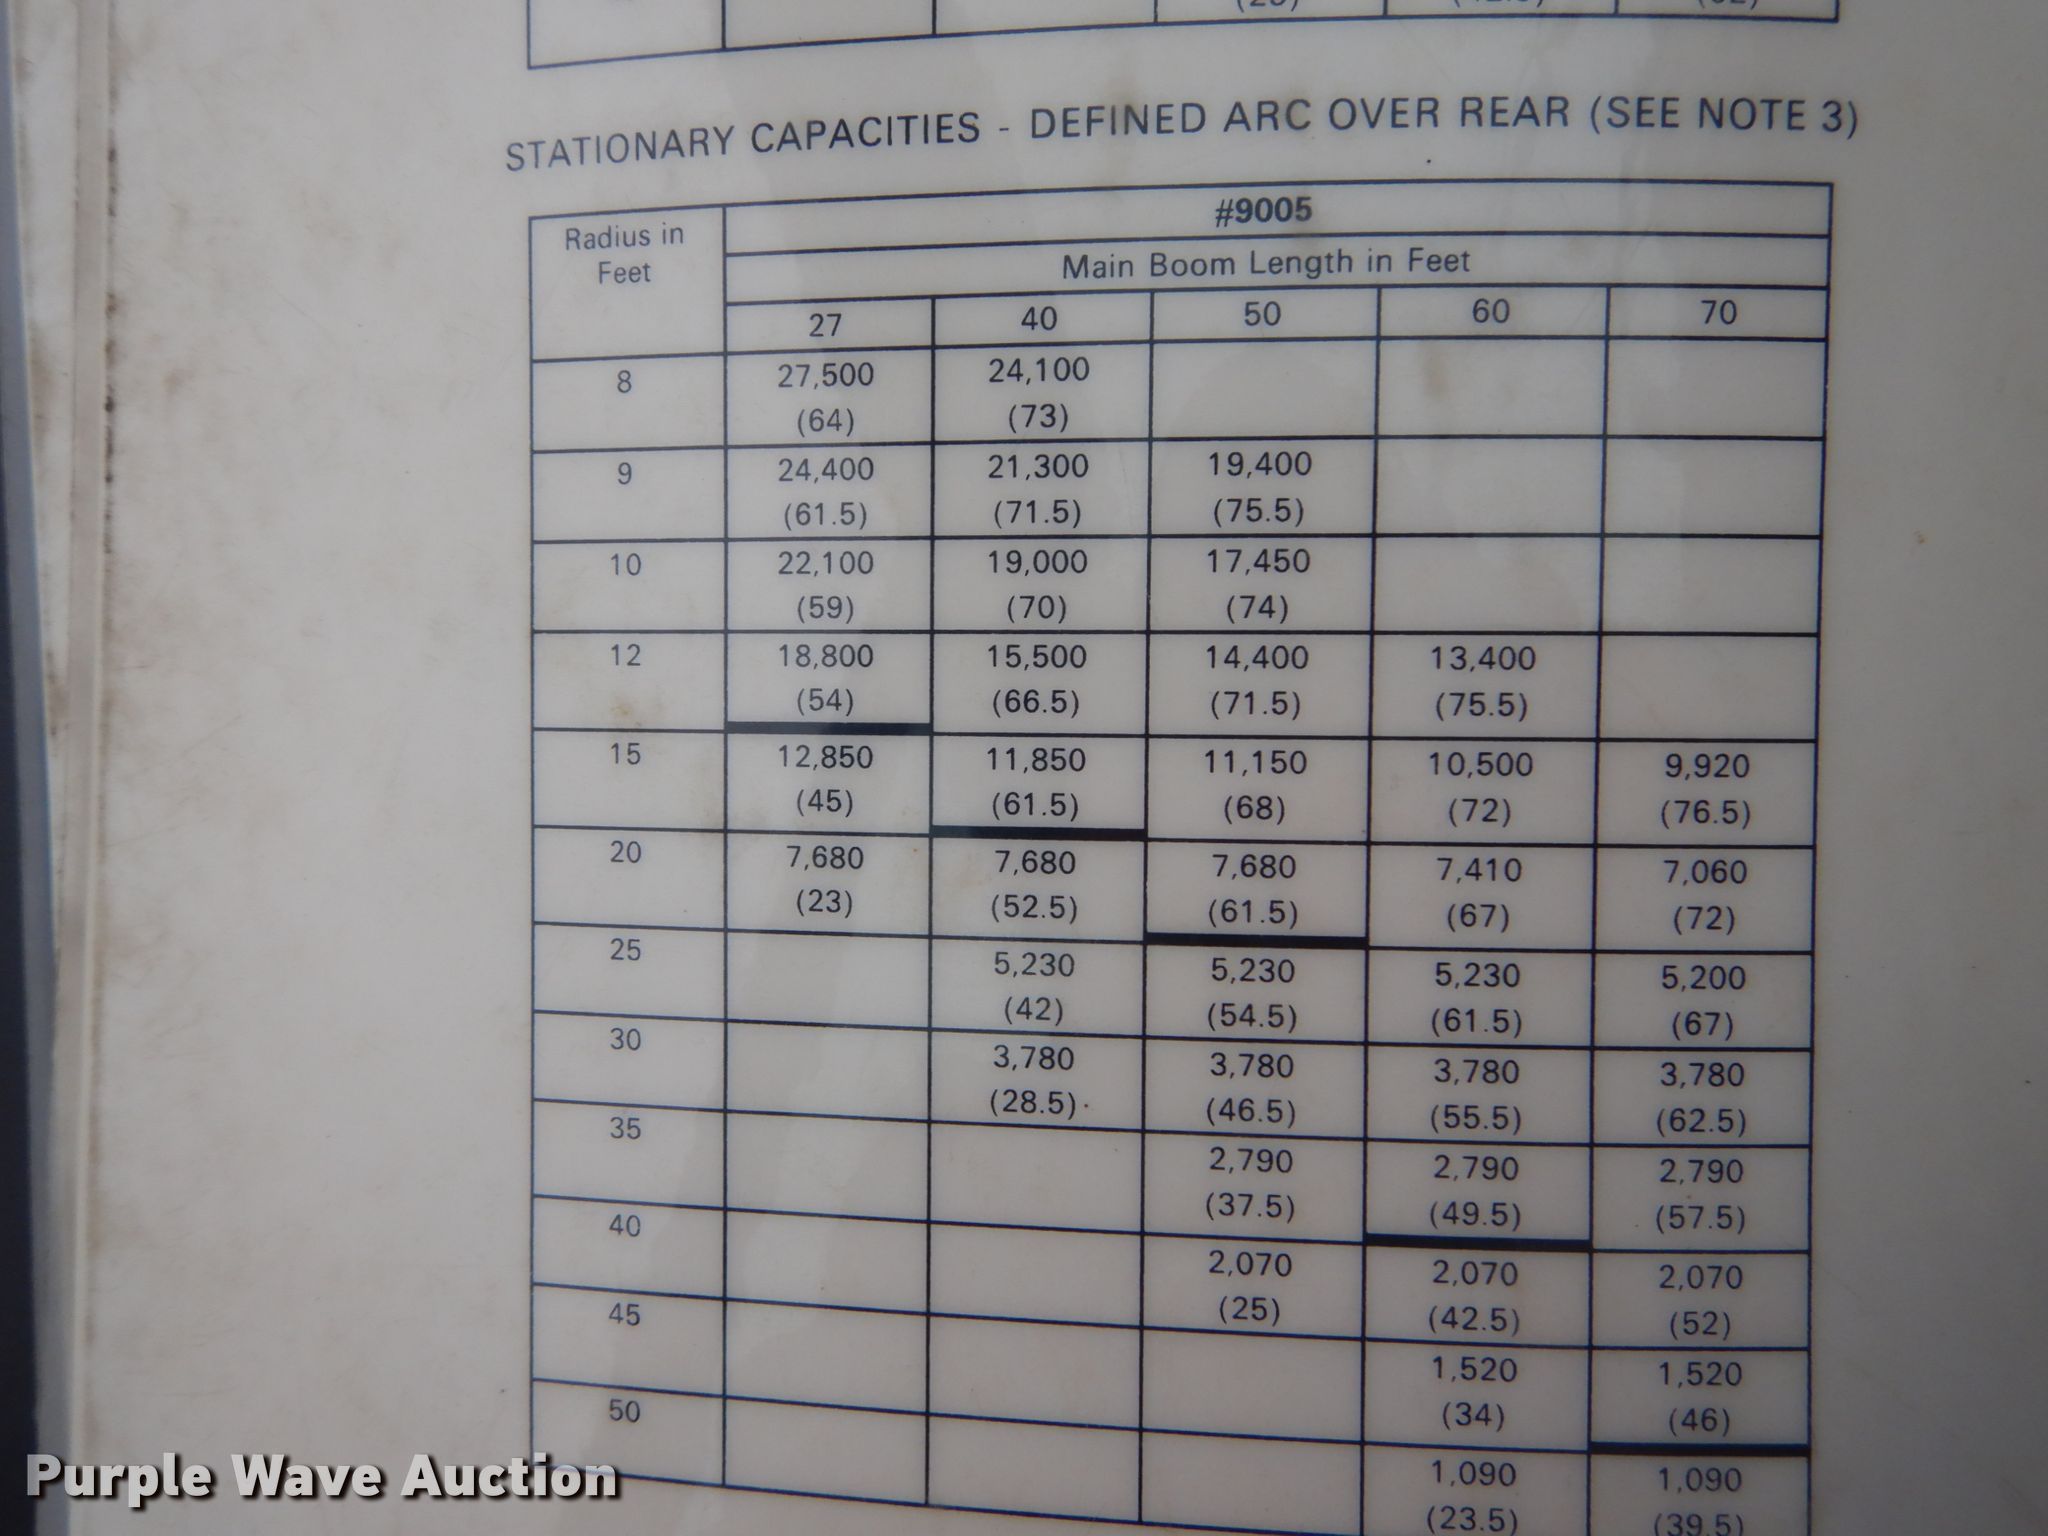 STATIONARY CAPACITIES - DEFINED ARC OVER REAR (SEE NOTE 3)
Radius in Feet #9005
Main Boom Length in Feet
27 40 50 60 70
8 27,500 24,100
(64) (73)
9 24,400 21,300 19,400
(61.5) (71.5) (75.5)
10 22,100 19,000 17,450
(59) (70) (74)
12 18,800 15,500 14,400 13,400
(54) (66.5) (71.5) (75.5)
15 12,850 11,850 11,150 10,500 9,920
(45) (61.5) (68) (72) (76.5)
20 7,680 7,680 7,680 7,410 7,060
(23) (52.5) (61.5) (67) (72)
25 5,230 5,230 5,230 5,200
(42) (54.5) (61.5) (67)
30 3,780 3,780 3,780 3,780
(28.5) (46.5) (55.5) (62.5)
35 2,790 2,790 2,790
(37.5) (49.5) (57.5)
40 2,070 2,070 2,070
(25) (42.5) (52)
45 1,520 1,520
(34) (46)
50 1,090 1,090
(23.5) (39.5)
Purple Wave Auction